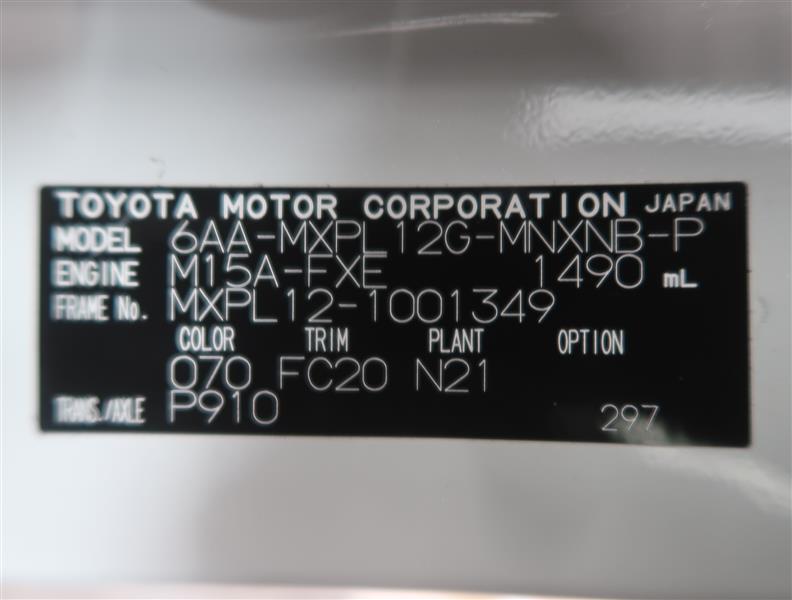 TOYOTA MOTOR CORPORATION JAPAN
MODEL 6AA-MXPL12G-MNXNB-P
ENGINE M15A-FXE 1490 mL
FRAME No. MXPL12-1001349
COLOR TRIM PLANT OPTION
070 FC20 N21
TRANS./AXLE P910 297